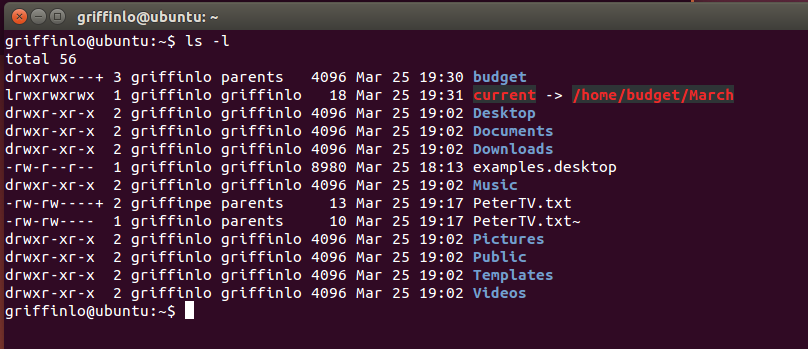 griffinlo@ubuntu: ~
griffinlo@ubuntu:~$ ls -l
total 56
drwxrwx---+ 3 griffinlo parents   4096 Mar 25 19:30 budget
lrwxrwxrwx  1 griffinlo griffinlo   18 Mar 25 19:31 current -> /home/budget/March
drwxr-xr-x  2 griffinlo griffinlo 4096 Mar 25 19:02 Desktop
drwxr-xr-x  2 griffinlo griffinlo 4096 Mar 25 19:02 Documents
drwxr-xr-x  2 griffinlo griffinlo 4096 Mar 25 19:02 Downloads
-rw-r--r--  1 griffinlo griffinlo 8980 Mar 25 18:13 examples.desktop
drwxr-xr-x  2 griffinlo griffinlo 4096 Mar 25 19:02 Music
-rw-rw----+ 2 griffinpe parents     13 Mar 25 19:17 PeterTV.txt
-rw-rw----  1 griffinlo parents     10 Mar 25 19:17 PeterTV.txt~
drwxr-xr-x  2 griffinlo griffinlo 4096 Mar 25 19:02 Pictures
drwxr-xr-x  2 griffinlo griffinlo 4096 Mar 25 19:02 Public
drwxr-xr-x  2 griffinlo griffinlo 4096 Mar 25 19:02 Templates
drwxr-xr-x  2 griffinlo griffinlo 4096 Mar 25 19:02 Videos
griffinlo@ubuntu:~$